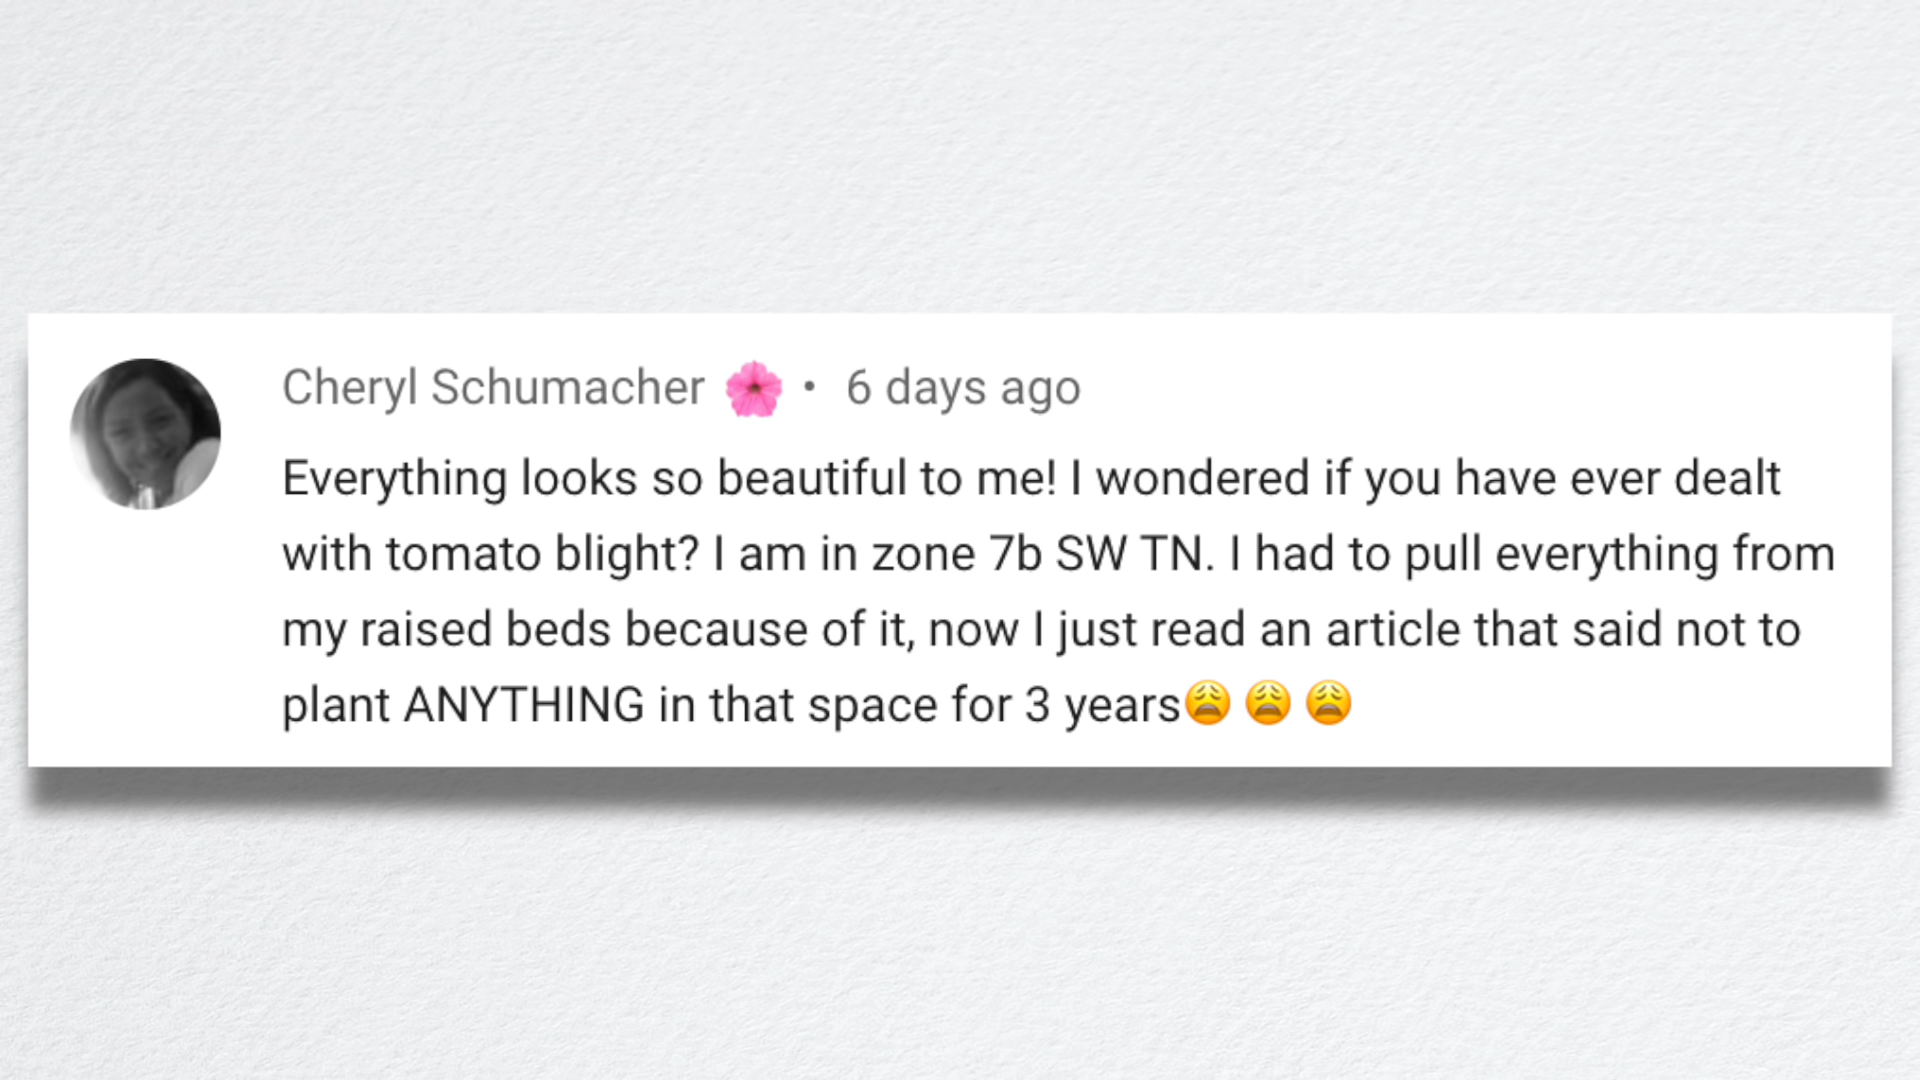 Cheryl Schumacher 🌸 • 6 days ago
Everything looks so beautiful to me! I wondered if you have ever dealt
with tomato blight? I am in zone 7b SW TN. I had to pull everything from
my raised beds because of it, now I just read an article that said not to
plant ANYTHING in that space for 3 years😩😩😩